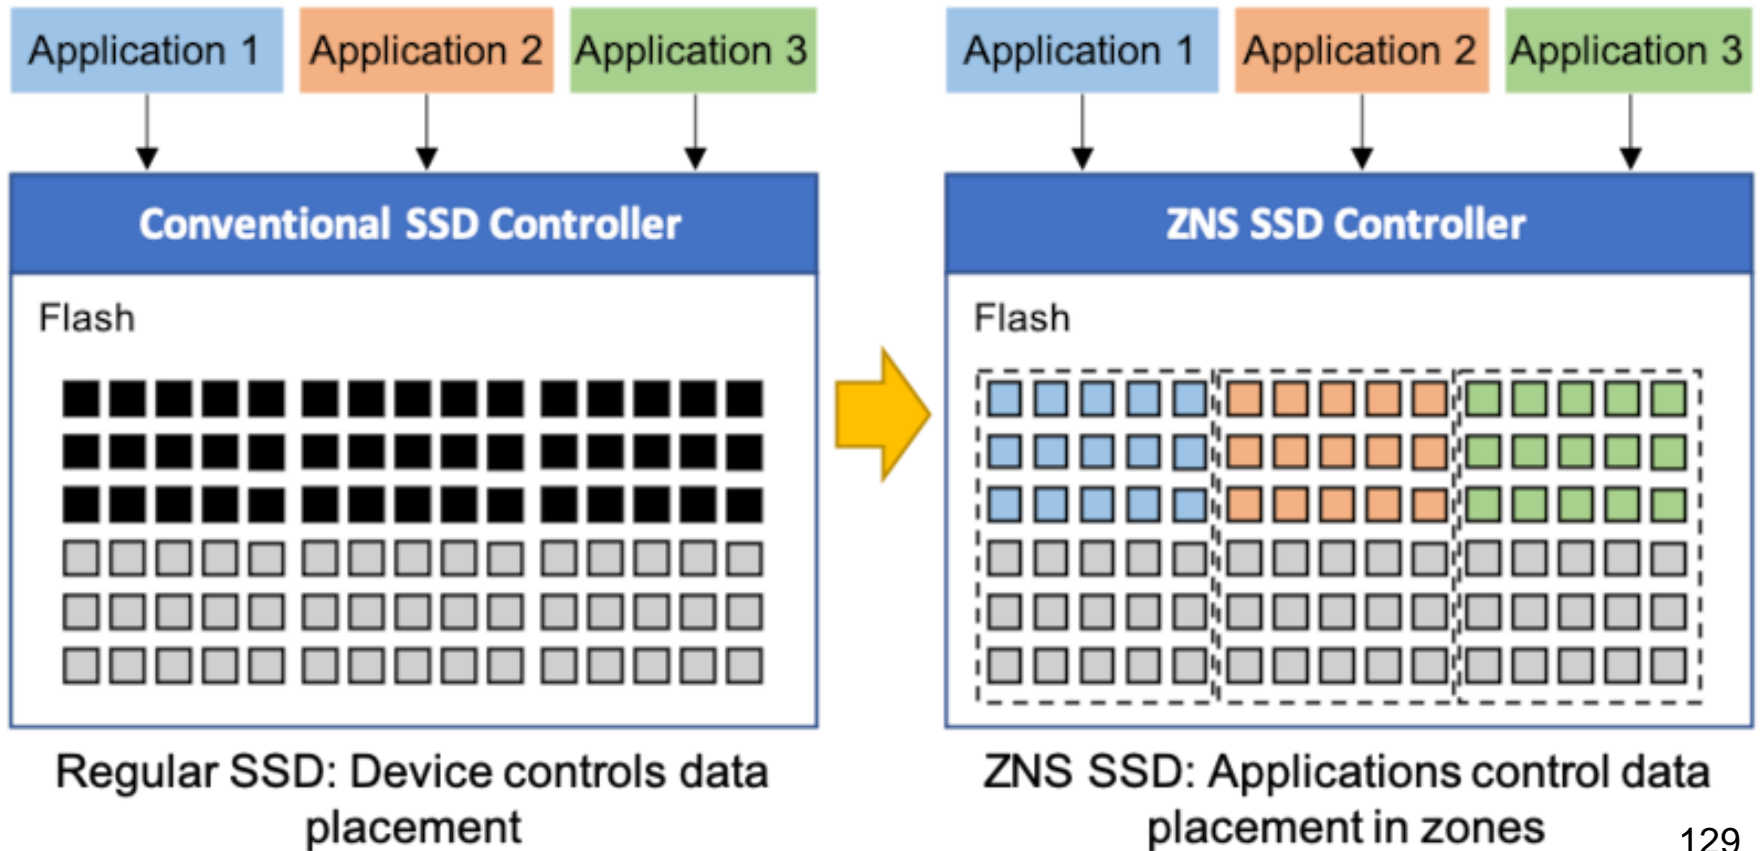 Application 1
Application 2
Application 3
Application 1
Application 2
Application 3
Conventional SSD Controller
ZNS SSD Controller
Flash
Flash
Regular SSD: Device controls data
placement
ZNS SSD: Applications control data
placement in zones
129